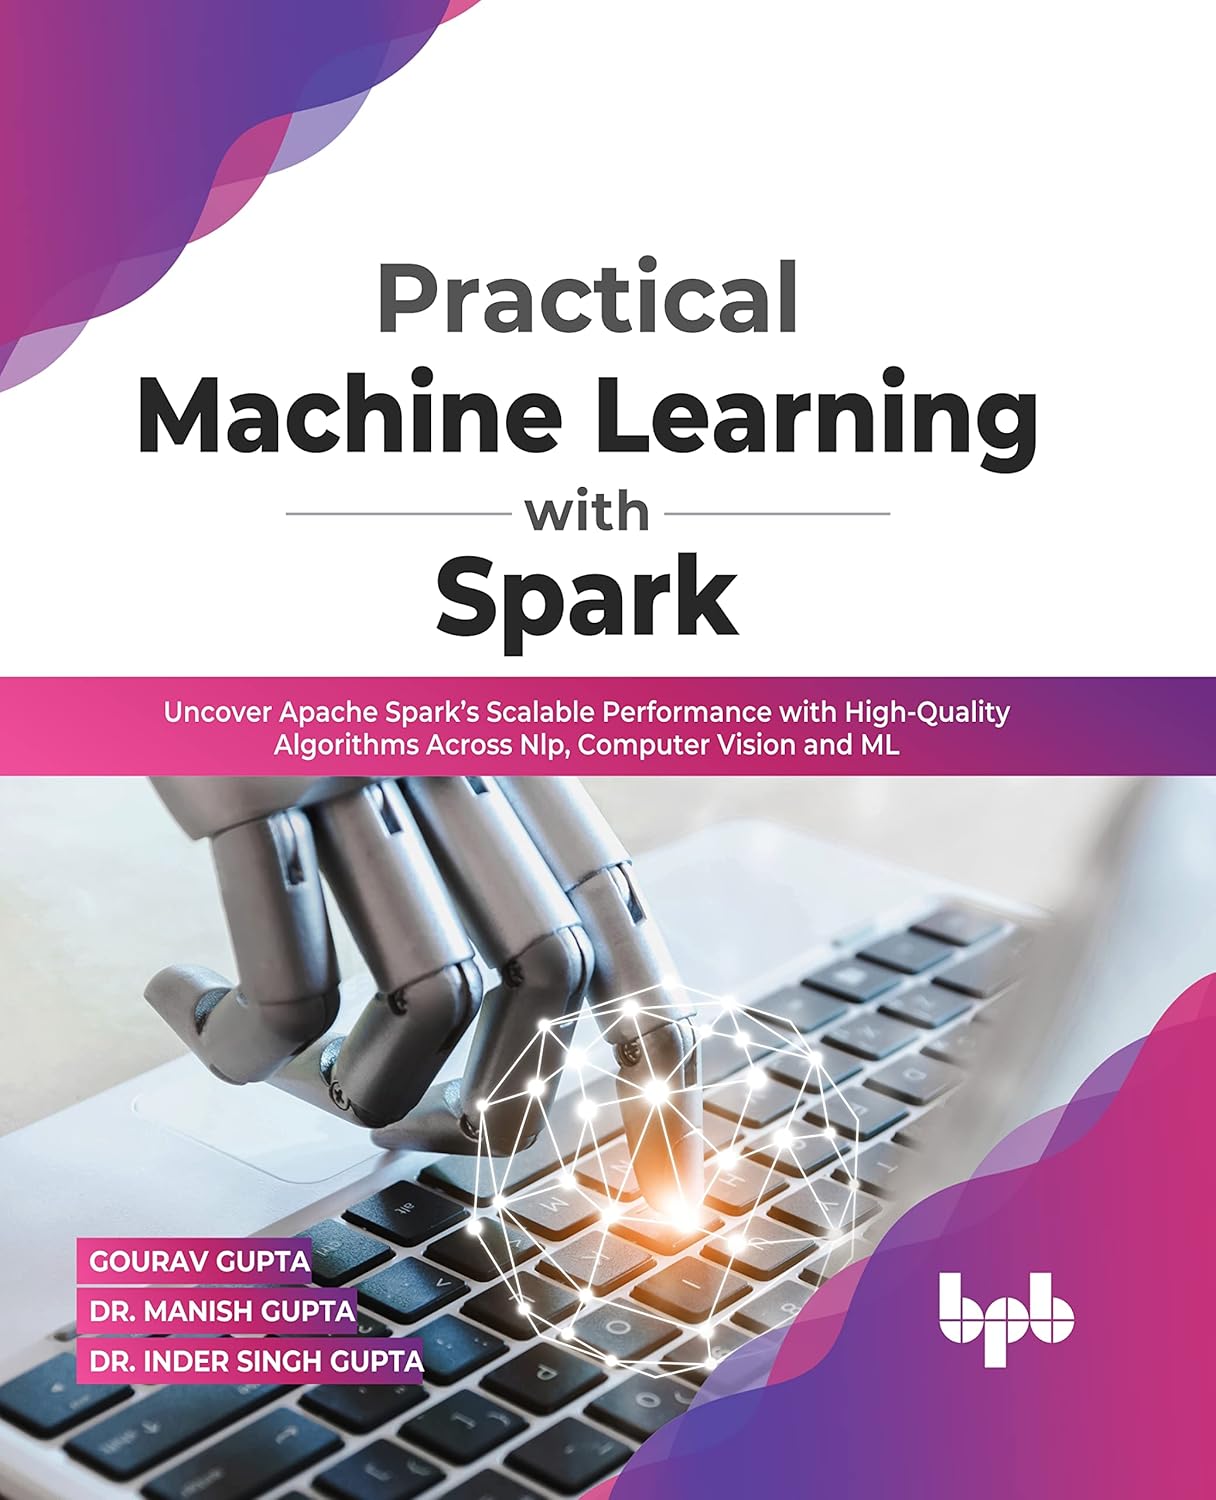 Practical
Machine Learning
with
Spark
Uncover Apache Spark's Scalable Performance with High-Quality
Algorithms Across Nlp, Computer Vision and ML
GOURAV GUPTA
DR. MANISH GUPTA
DR. INDER SINGH GUPTA
bpb